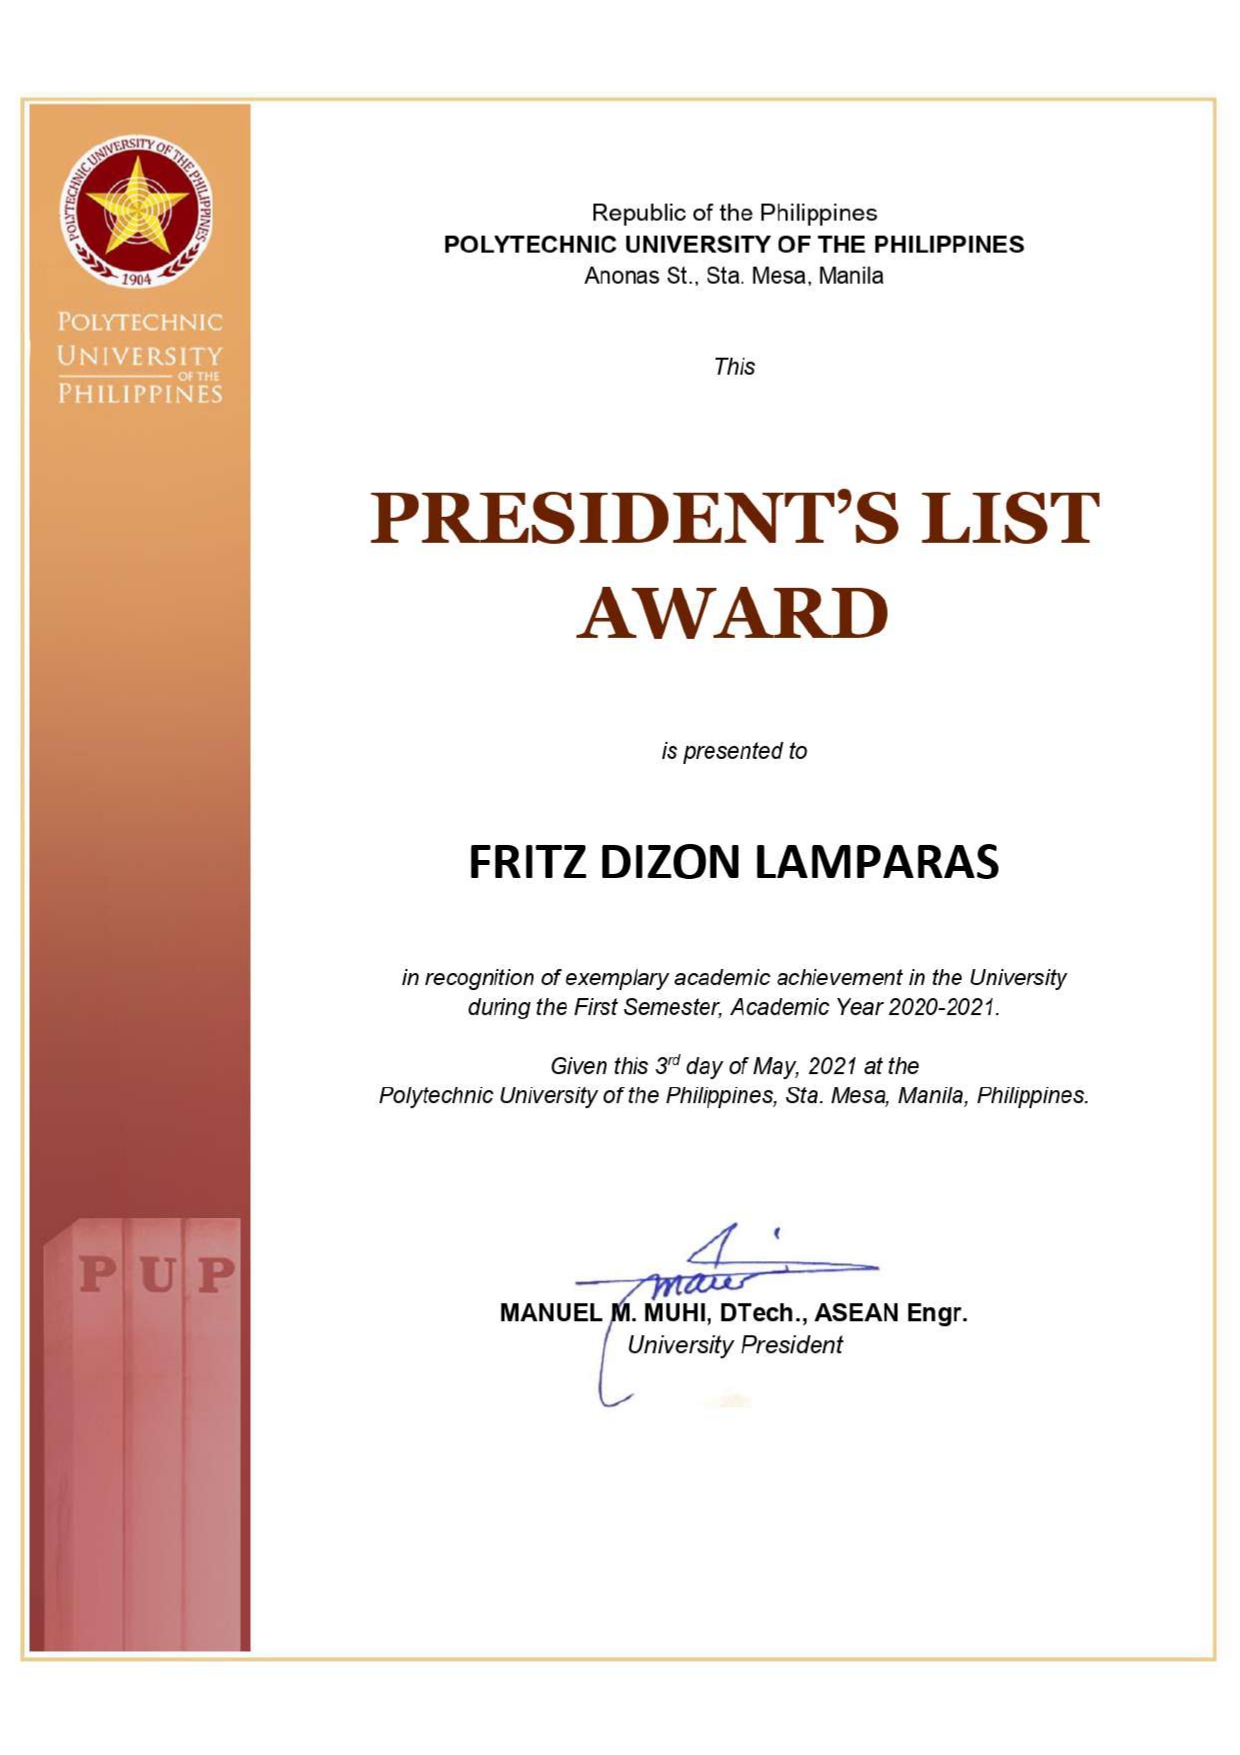 POLYTECHNIC UNIVERSITY OF THE PHILIPPINES
1904
POLYTECHNIC
UNIVERSITY
OF THE
PHILIPPINES
Republic of the Philippines
POLYTECHNIC UNIVERSITY OF THE PHILIPPINES
Anonas St., Sta. Mesa, Manila
This
PRESIDENT’S LIST
AWARD
is presented to
FRITZ DIZON LAMPARAS
in recognition of exemplary academic achievement in the University
during the First Semester, Academic Year 2020-2021.
Given this 3rd day of May, 2021 at the
Polytechnic University of the Philippines, Sta. Mesa, Manila, Philippines.
MANUEL M. MUHI, DTech., ASEAN Engr.
University President
PUP